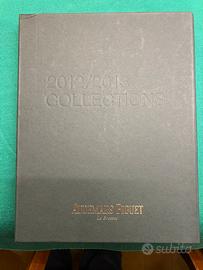 2012/2013
COLLECTIONS
AUDEMARS PIGUET
Le Brassus
subito